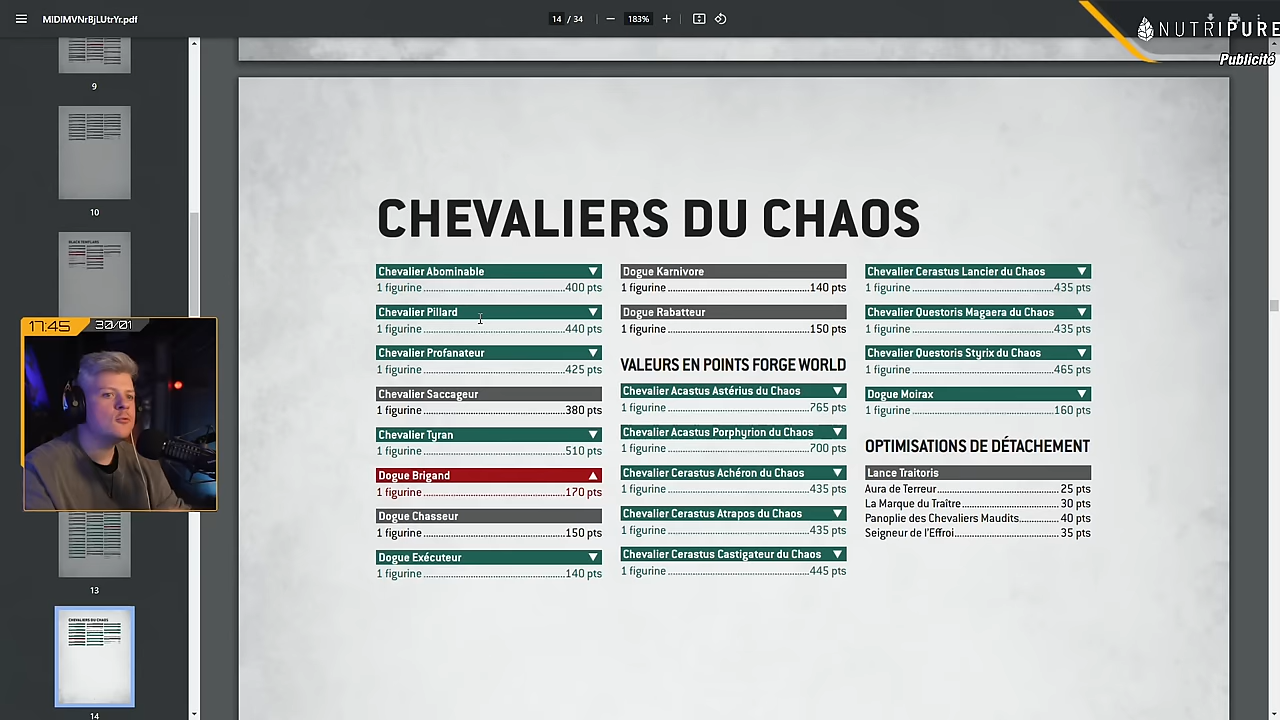 MIDIMVNrBjLUtrYr.pdf
14 / 34
183%
NUTRIPURE
Publicité
9
10
13
14
17:45 30/01
CHEVALIERS DU CHAOS
Chevalier Abominable
1 figurine 400 pts
Chevalier Pillard
1 figurine 440 pts
Chevalier Profanateur
1 figurine 425 pts
Chevalier Saccageur
1 figurine 380 pts
Chevalier Tyran
1 figurine 510 pts
Dogue Brigand
1 figurine 170 pts
Dogue Chasseur
1 figurine 150 pts
Dogue Exécuteur
1 figurine 140 pts
Dogue Karnivore
1 figurine 140 pts
Dogue Rabatteur
1 figurine 150 pts
VALEURS EN POINTS FORGE WORLD
Chevalier Acastus Astérius du Chaos
1 figurine 765 pts
Chevalier Acastus Porphyrion du Chaos
1 figurine 700 pts
Chevalier Cerastus Achéron du Chaos
1 figurine 435 pts
Chevalier Cerastus Atrapos du Chaos
1 figurine 435 pts
Chevalier Cerastus Castigateur du Chaos
1 figurine 445 pts
Chevalier Cerastus Lancier du Chaos
1 figurine 435 pts
Chevalier Questoris Magaera du Chaos
1 figurine 435 pts
Chevalier Questoris Styrix du Chaos
1 figurine 465 pts
Dogue Moirax
1 figurine 160 pts
OPTIMISATIONS DE DÉTACHEMENT
Lance Traitoris
Aura de Terreur 25 pts
La Marque du Traître 30 pts
Panoplie des Chevaliers Maudits 40 pts
Seigneur de l'Effroi 35 pts